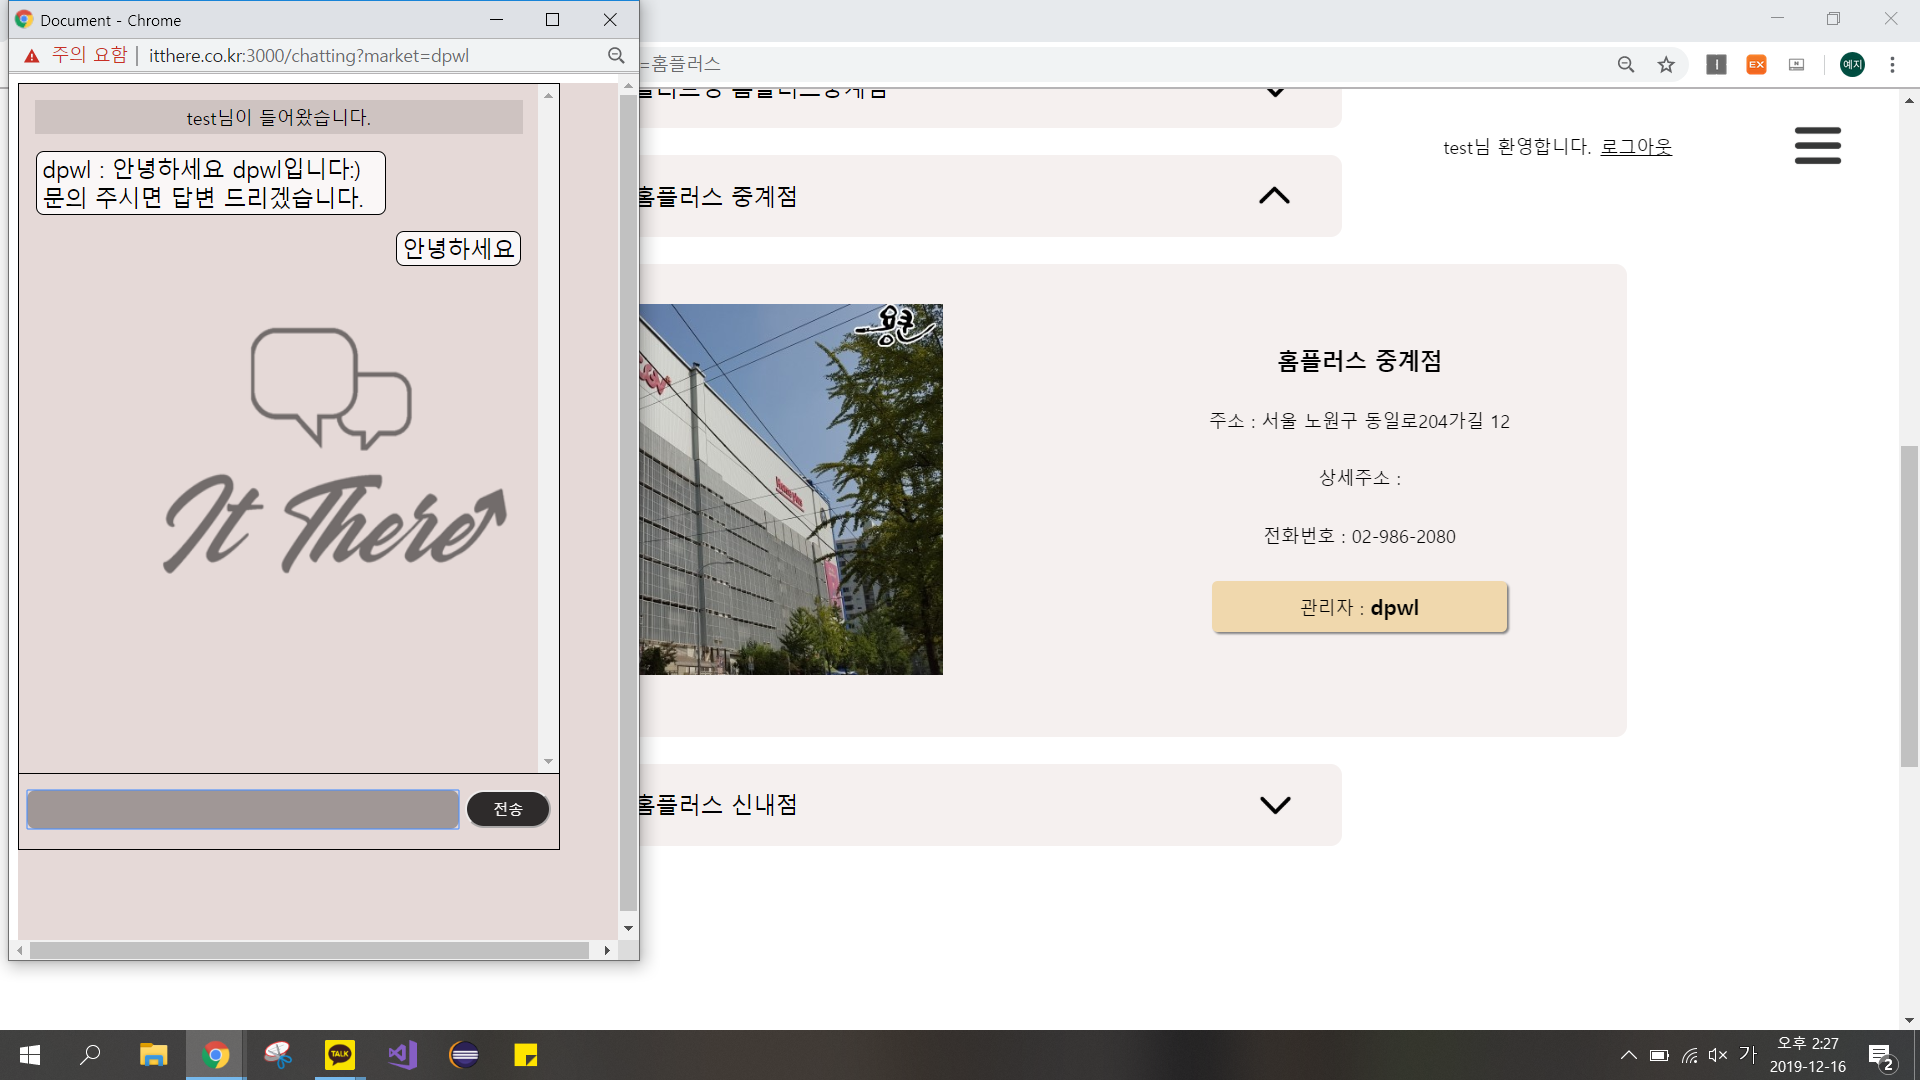 Document - Chrome
주의 요함 | itthere.co.kr:3000/chatting?market=dpwl
=홈플러스
EX
예지
test님이 들어왔습니다.
dpwl : 안녕하세요 dpwl입니다:)
문의 주시면 답변 드리겠습니다.
안녕하세요
It There
전송
test님 환영합니다. 로그아웃
홈플러스 중계점
홈플러스 중계점
주소 : 서울 노원구 동일로204가길 12
상세주소 :
전화번호 : 02-986-2080
관리자 : dpwl
홈플러스 신내점
TALK
가
오후 2:27
2019-12-16
2